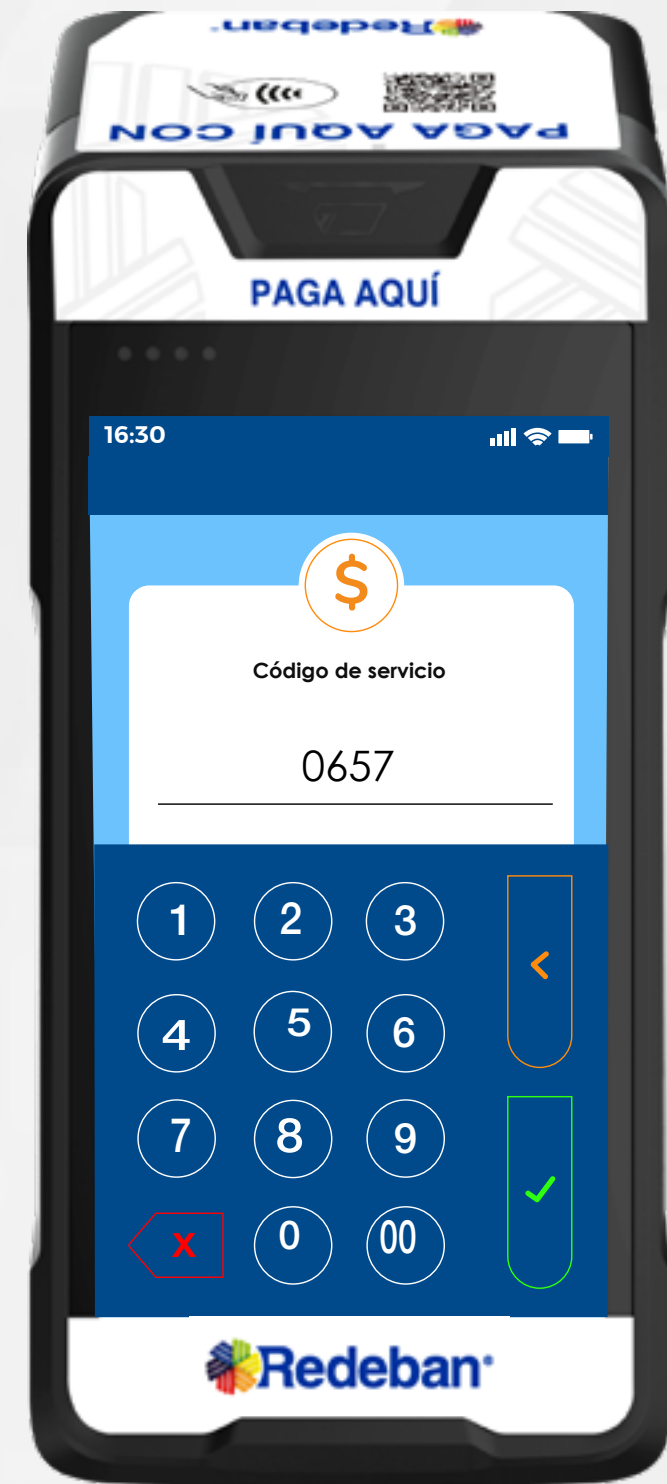 Redeban
PAGA AQUÍ CON
PAGA AQUÍ
16:30
$
Código de servicio
0657
1 2 3
<
4 5 6
7 8 9
X 0 00
Redeban